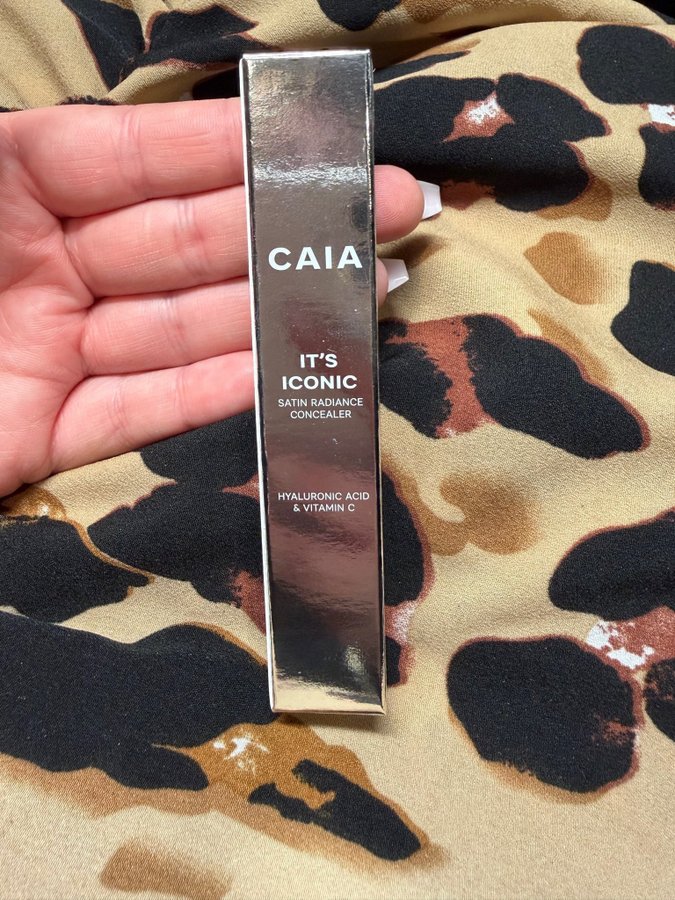 CAIA
IT'S
ICONIC
SATIN RADIANCE
CONCEALER
HYALURONIC ACID
& VITAMIN C